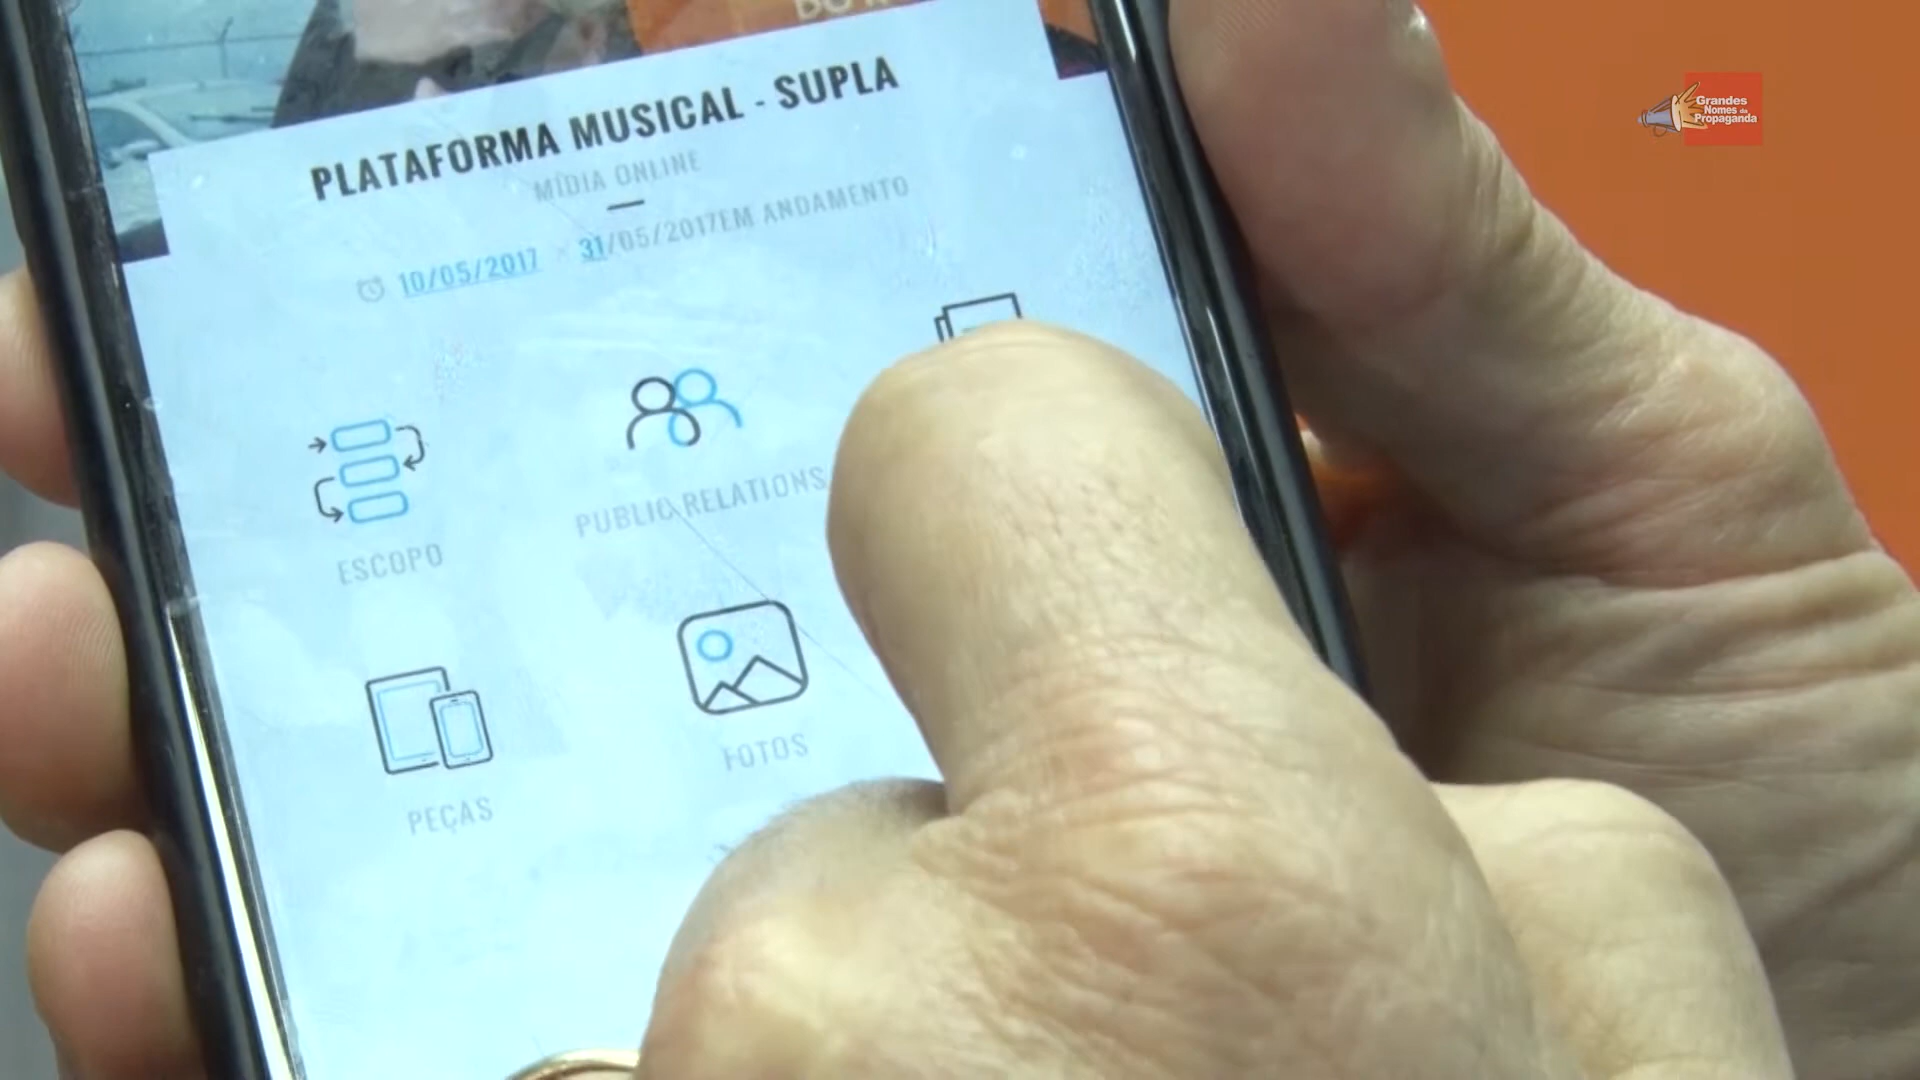 PLATAFORMA MUSICAL - SUPLA
MÍDIA ONLINE
10/05/2017 - 31/05/2017EM ANDAMENTO
ESCOPO
PUBLIC RELATIONS
PEÇAS
FOTOS
Grandes
Nomes da
Propaganda